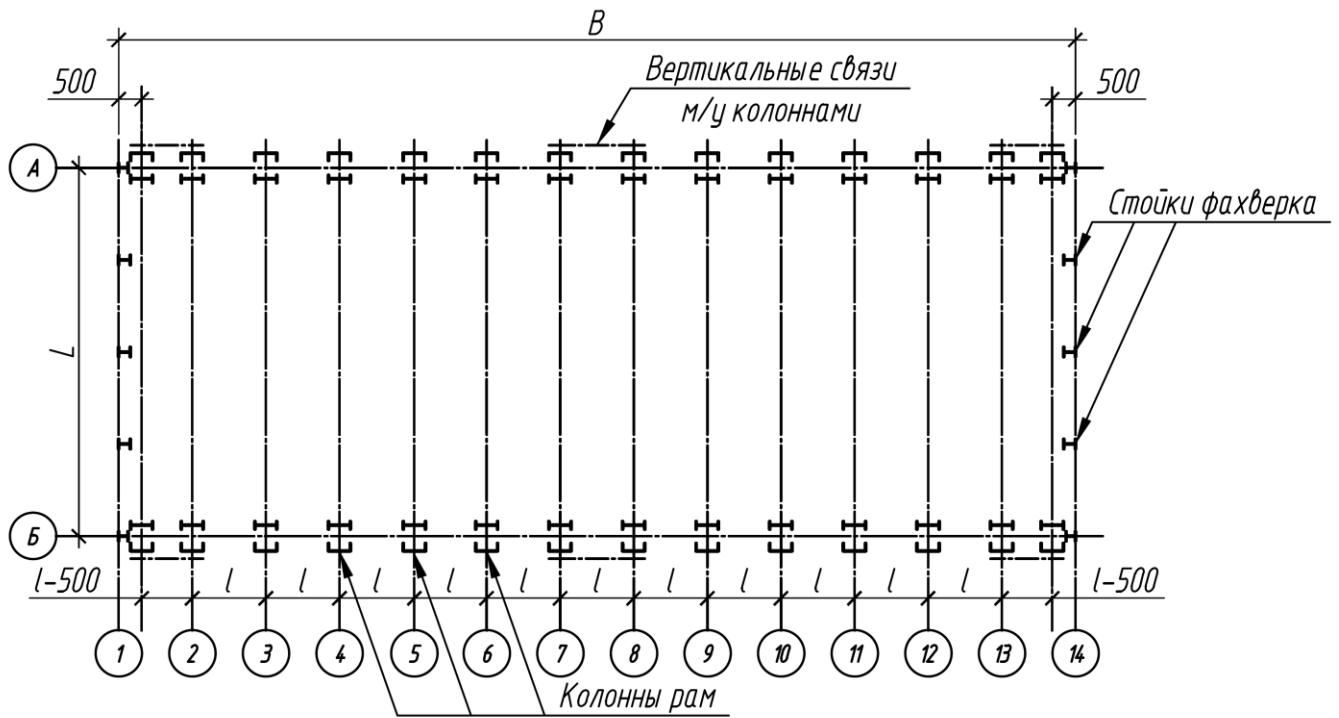 B
500
Вертикальные связи
м/у колоннами
500
А
Стойки фахверка
L
Б
l-500 l l l l l l l l l l l l-500
1 2 3 4 5 6 7 8 9 10 11 12 13 14
Колонны рам